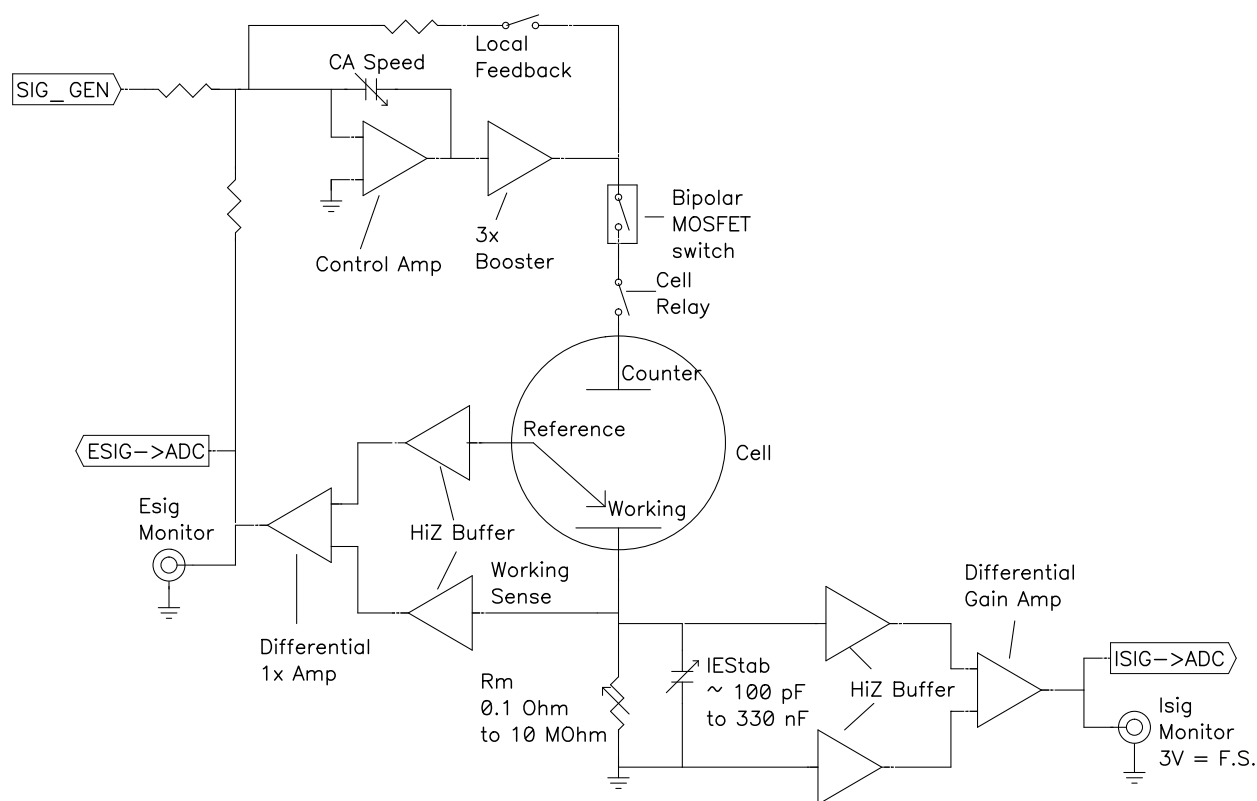 Local
Feedback
CA Speed
SIG_GEN
Control Amp
3x
Booster
Bipolar
MOSFET
switch
Cell
Relay
Counter
Reference
Cell
ESIG->ADC
Esig
Monitor
HiZ Buffer
Working
Working
Sense
Differential
1x Amp
Rm
0.1 Ohm
to 10 MOhm
IEStab
~ 100 pF
to 330 nF
HiZ Buffer
Differential
Gain Amp
ISIG->ADC
Isig
Monitor
3V = F.S.